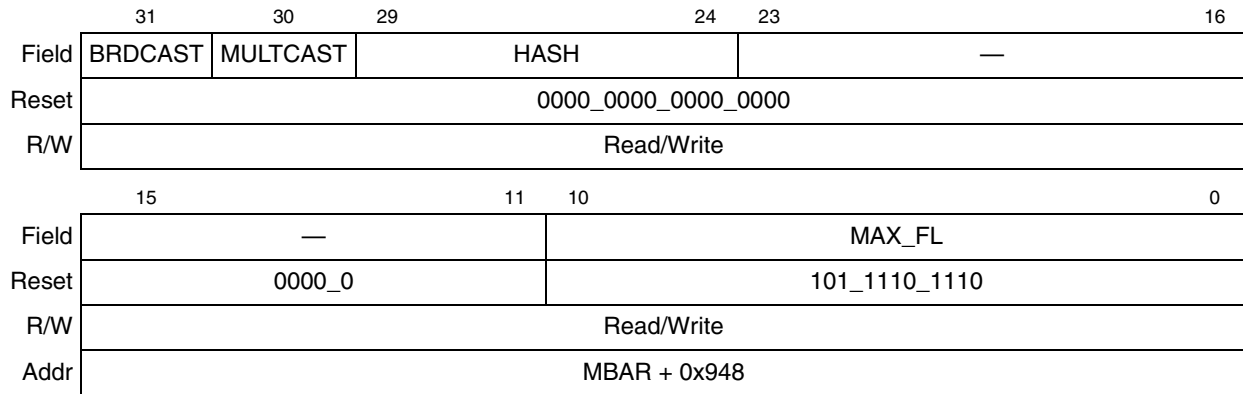 31 30 29 24 23 16
Field BRDCAST MULTCAST HASH —
Reset 0000_0000_0000_0000
R/W Read/Write
15 11 10 0
Field — MAX_FL
Reset 0000_0 101_1110_1110
R/W Read/Write
Addr MBAR + 0x948